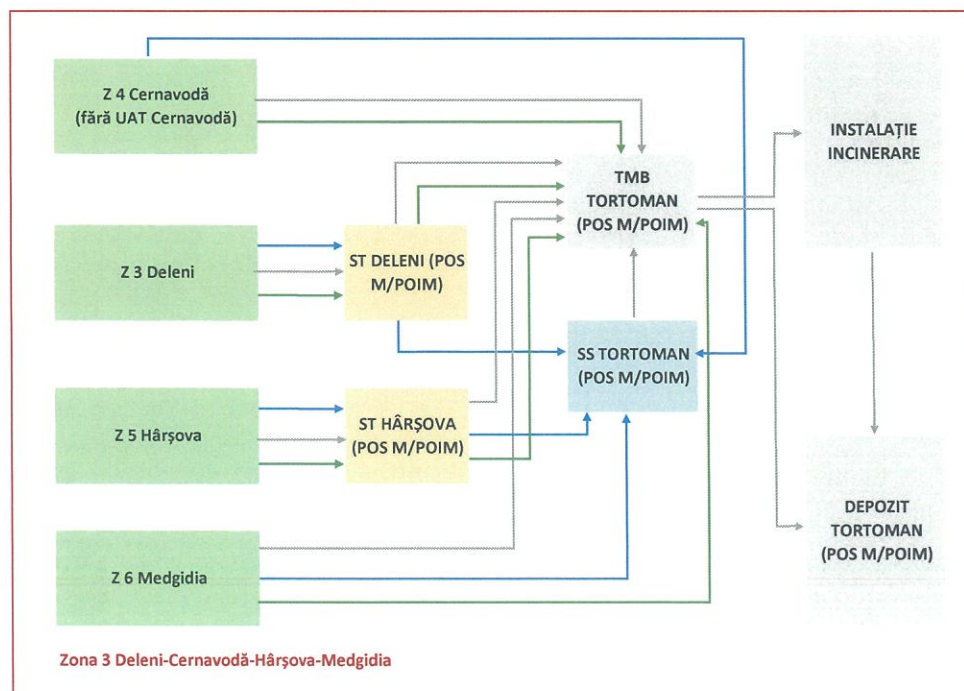 Z 4 Cernavodă
(fără UAT Cernavodă)
INSTALAȚIE
INCINERARE
TMB
TORTOMAN
(POS M/POIM)
Z 3 Deleni
ST DELENI (POS
M/POIM)
SS TORTOMAN
(POS M/POIM)
Z 5 Hârșova
ST HÂRȘOVA
(POS M/POIM)
DEPOZIT
TORTOMAN
(POS M/POIM)
Z 6 Medgidia
Zona 3 Deleni-Cernavodă-Hârșova-Medgidia